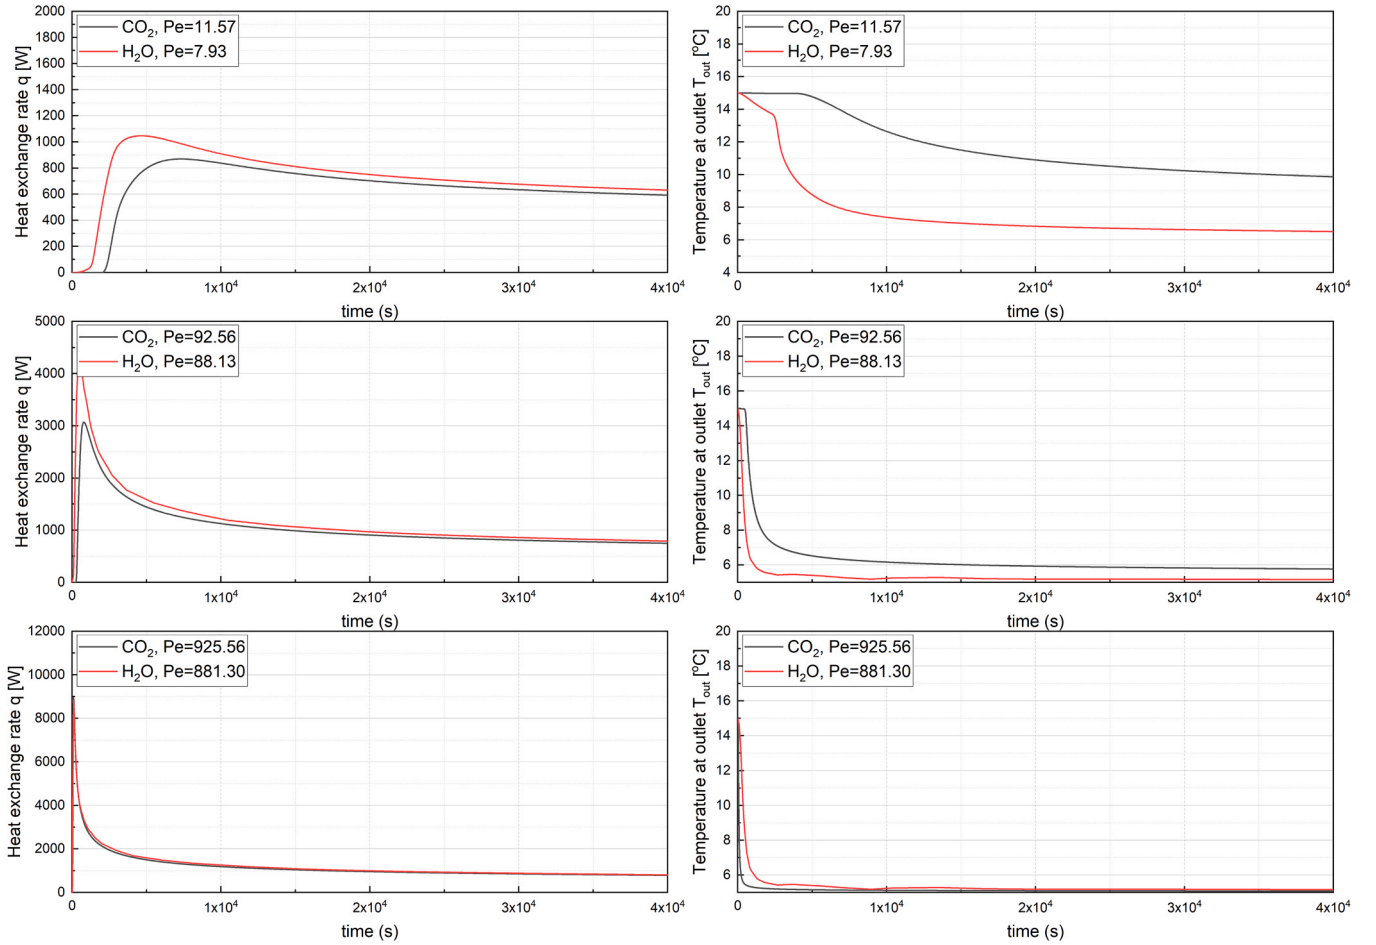 CO2, Pe=11.57
H2O, Pe=7.93
Heat exchange rate q [W]
2000
1800
1600
1400
1200
1000
800
600
400
200
0
0 1x10^4 2x10^4 3x10^4 4x10^4
time (s)
CO2, Pe=11.57
H2O, Pe=7.93
Temperature at outlet Tout [oC]
20
18
16
14
12
10
8
6
4
0 1x10^4 2x10^4 3x10^4 4x10^4
time (s)
CO2, Pe=92.56
H2O, Pe=88.13
Heat exchange rate q [W]
5000
4000
3000
2000
1000
0
0 1x10^4 2x10^4 3x10^4 4x10^4
time (s)
CO2, Pe=92.56
H2O, Pe=88.13
Temperature at outlet Tout [oC]
20
18
16
14
12
10
8
6
0 1x10^4 2x10^4 3x10^4 4x10^4
time (s)
CO2, Pe=925.56
H2O, Pe=881.30
Heat exchange rate q [W]
12000
10000
8000
6000
4000
2000
0
0 1x10^4 2x10^4 3x10^4 4x10^4
time (s)
CO2, Pe=925.56
H2O, Pe=881.30
Temperature at outlet Tout [oC]
20
18
16
14
12
10
8
6
0 1x10^4 2x10^4 3x10^4 4x10^4
time (s)